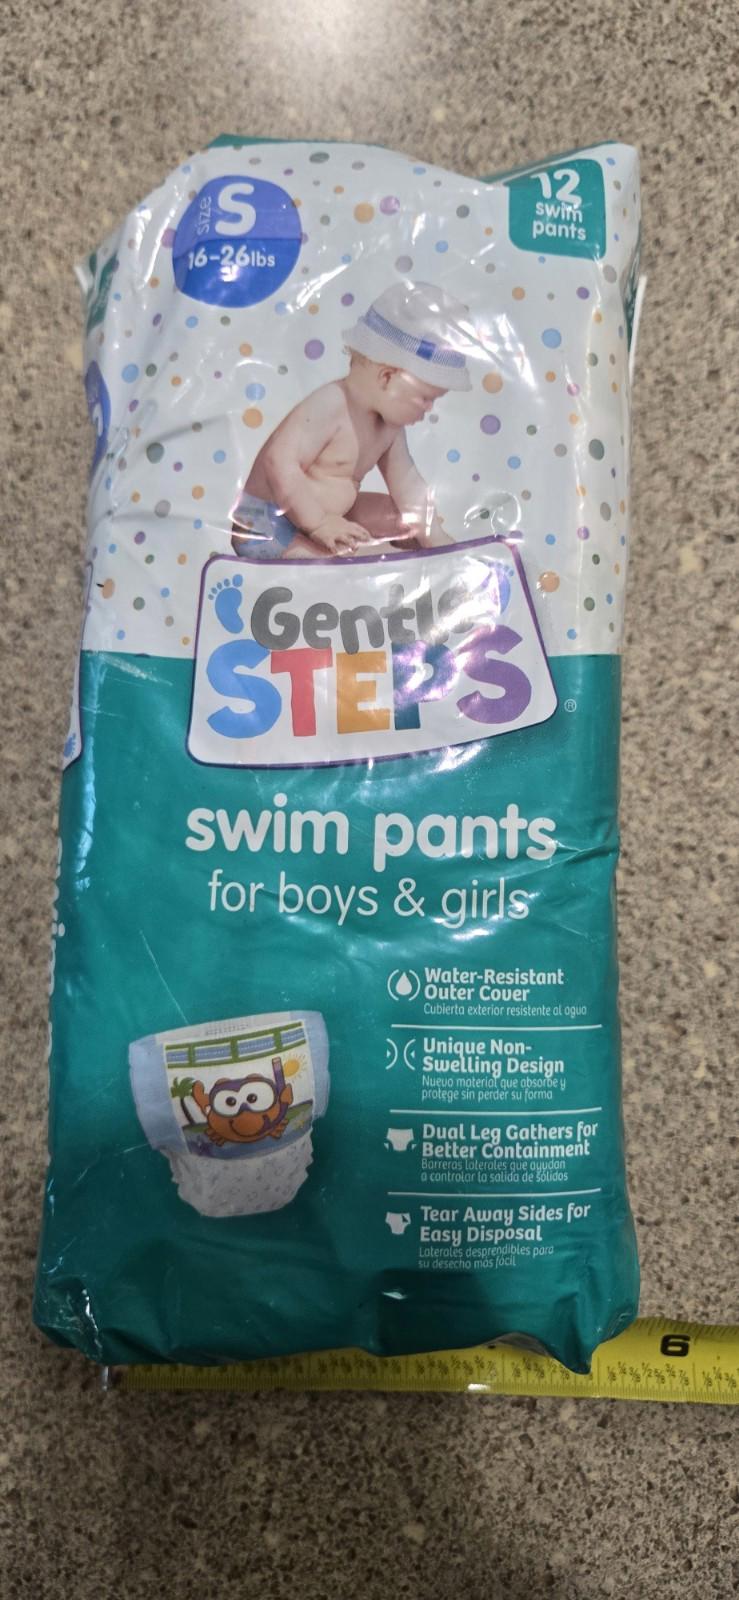 size S
16-26lbs
12
swim
pants
Gentle
STEPS
®
swim pants
for boys & girls
Water-Resistant
Outer Cover
Cubierta exterior resistente al agua
Unique Non-
Swelling Design
Nuevo material que absorbe y
protege sin perder su forma
Dual Leg Gathers for
Better Containment
Barreras laterales que ayudan
a controlar la salida de sólidos
Tear Away Sides for
Easy Disposal
Laterales desprendibles para
su desecho más fácil
6